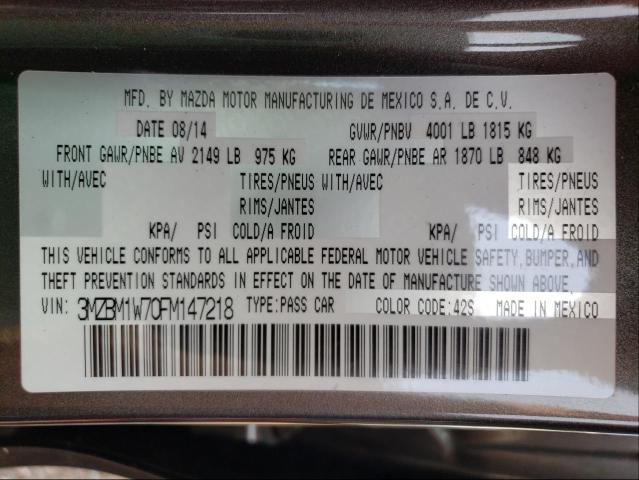 MFD. BY MAZDA MOTOR MANUFACTURING DE MEXICO S.A. DE C.V.
DATE 08/14 GVWR/PNBV 4001 LB 1815 KG
FRONT GAWR/PNBE AV 2149 LB 975 KG REAR GAWR/PNBE AR 1870 LB 848 KG
WITH/AVEC TIRES/PNEUS WITH/AVEC TIRES/PNEUS
RIMS/JANTES RIMS/JANTES
KPA/ PSI COLD/A FROID KPA/ PSI COLD/A FROID
THIS VEHICLE CONFORMS TO ALL APPLICABLE FEDERAL MOTOR VEHICLE SAFETY, BUMPER, AND
THEFT PREVENTION STANDARDS IN EFFECT ON THE DATE OF MANUFACTURE SHOWN ABOVE.
VIN: 3MZBM1W70FM147218 TYPE:PASS CAR COLOR CODE:42S MADE IN MEXICO